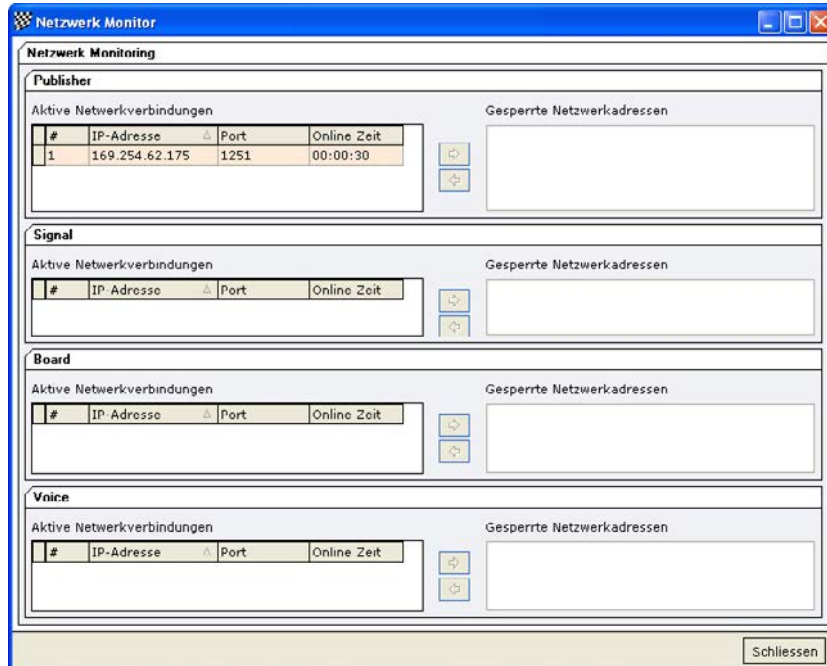 Netzwerk Monitor
Netzwerk Monitoring
Publisher
Aktive Netwerkverbindungen
Gesperrte Netzwerkadressen
# IP-Adresse Port Online Zeit
1 169.254.62.175 1251 00:00:30
Signal
Aktive Netwerkverbindungen
Gesperrte Netzwerkadressen
# IP-Adresse Port Online Zeit
Board
Aktive Netwerkverbindungen
Gesperrte Netzwerkadressen
# IP-Adresse Port Online Zeit
Voice
Aktive Netwerkverbindungen
Gesperrte Netzwerkadressen
# IP-Adresse Port Online Zeit
Schliessen